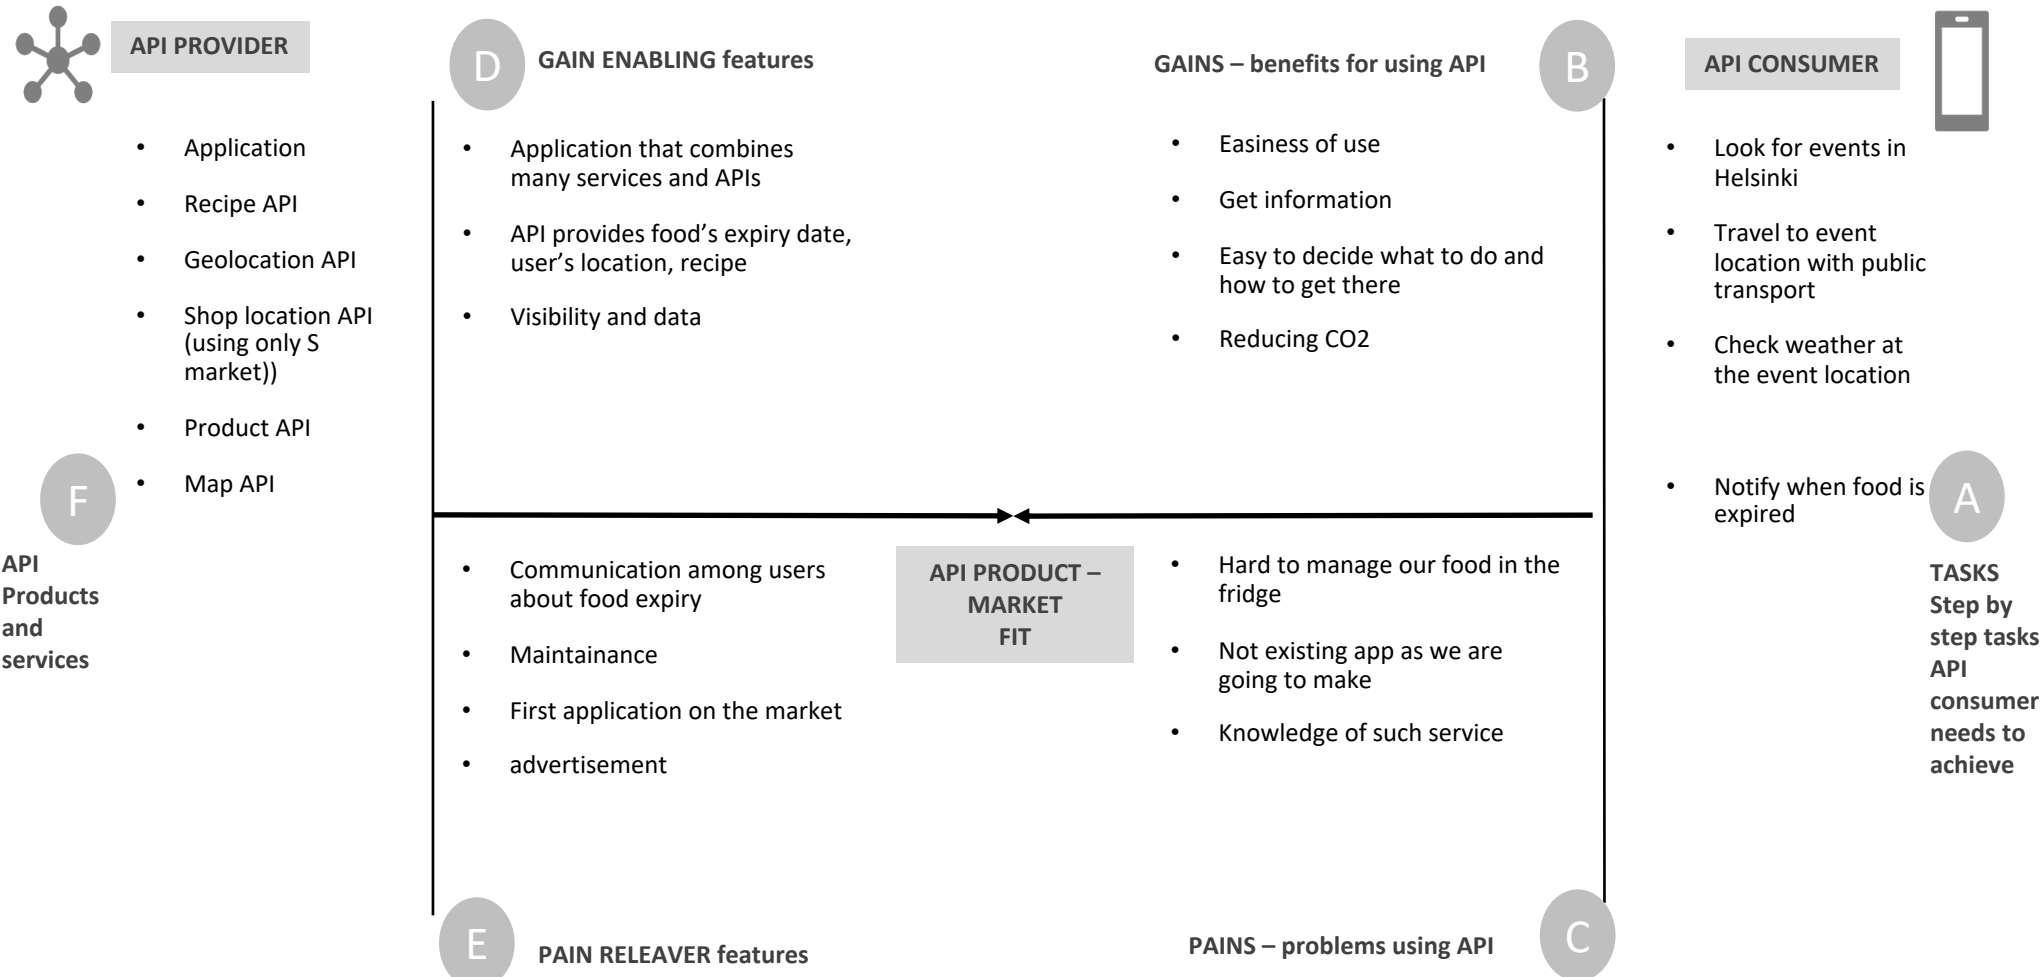 API PROVIDER
• Application
• Recipe API
• Geolocation API
• Shop location API
(using only S
market))
• Product API
• Map API
F
API
Products
and
services
D
GAIN ENABLING features
• Application that combines
many services and APIs
• API provides food’s expiry date,
user’s location, recipe
• Visibility and data
GAINS – benefits for using API
B
• Easiness of use
• Get information
• Easy to decide what to do and
how to get there
• Reducing CO2
API CONSUMER
• Look for events in
Helsinki
• Travel to event
location with public
transport
• Check weather at
the event location
• Notify when food is
expired
A
TASKS
Step by
step tasks
API
consumer
needs to
achieve
• Communication among users
about food expiry
• Maintainance
• First application on the market
• advertisement
E
PAIN RELEAVER features
API PRODUCT –
MARKET
FIT
• Hard to manage our food in the
fridge
• Not existing app as we are
going to make
• Knowledge of such service
PAINS – problems using API
C